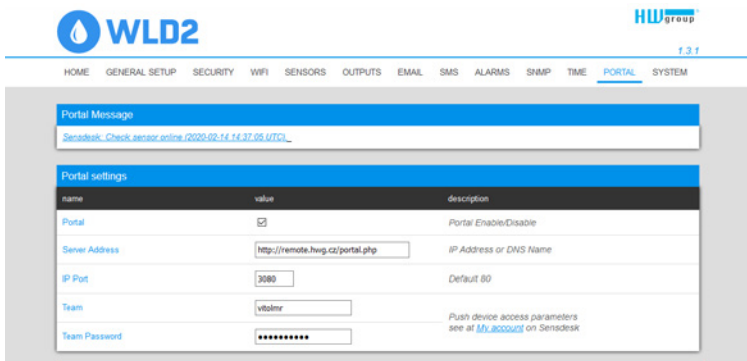 HWgroup
WLD2
1.3.1
HOME GENERAL SETUP SECURITY WIFI SENSORS OUTPUTS EMAIL SMS ALARMS SNMP TIME PORTAL SYSTEM
Portal Message
Sensdesk: Check sensor online (2020-02-14 14:37:05 UTC).
Portal settings
name value description
Portal Portal Enable/Disable
Server Address http://remote.hwg.cz/portal.php IP Address or DNS Name
IP Port 3080 Default 80
Team vitolmr
Push device access parameters
see at My account on Sensdesk
Team Password ••••••••••